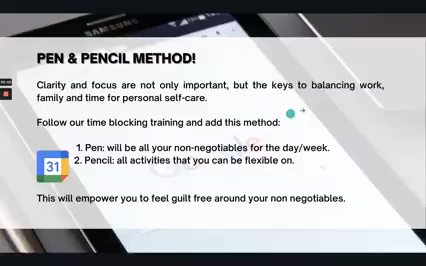 SAMSUNG
PEN & PENCIL METHOD!
Clarity and focus are not only important, but the keys to balancing work,
family and time for personal self-care.
Follow our time blocking training and add this method:
1. Pen: will be all your non-negotiables for the day/week.
2. Pencil: all activities that you can be flexible on.
31
This will empower you to feel guilt free around your non negotiables.